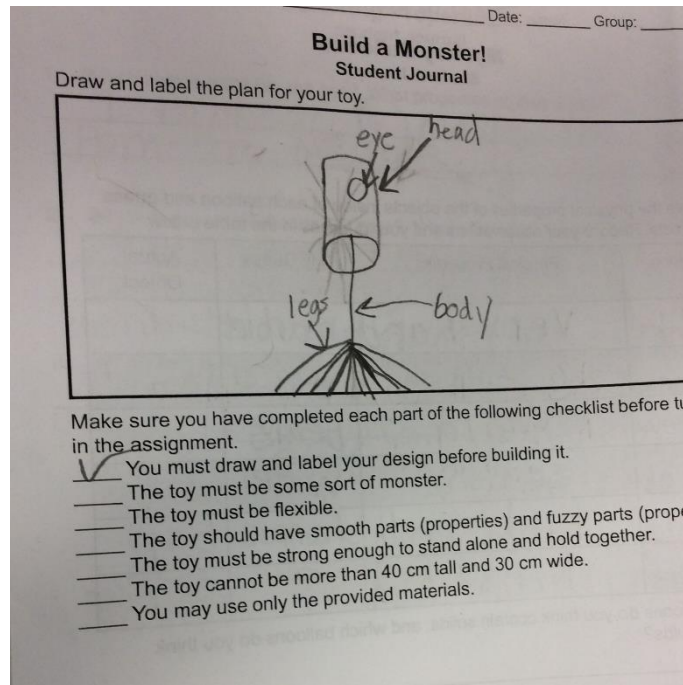 Date: ________ Group: ____
Build a Monster!
Student Journal
Draw and label the plan for your toy.
eye head
legs body
Make sure you have completed each part of the following checklist before
in the assignment.
You must draw and label your design before building it.
The toy must be some sort of monster.
The toy must be flexible.
The toy should have smooth parts (properties) and fuzzy parts
The toy must be strong enough to stand alone and hold together.
The toy cannot be more than 40 cm tall and 30 cm wide.
You may use only the provided materials.